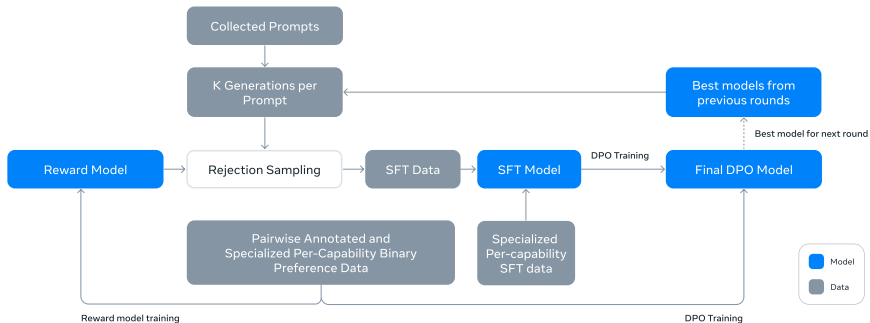 Collected Prompts
K Generations per
Prompt
Best models from
previous rounds
Best model for next round
Reward Model
Rejection Sampling
SFT Data
SFT Model
DPO Training
Final DPO Model
Pairwise Annotated and
Specialized Per-Capability Binary
Preference Data
Specialized
Per-capability
SFT data
Model
Data
Reward model training
DPO Training